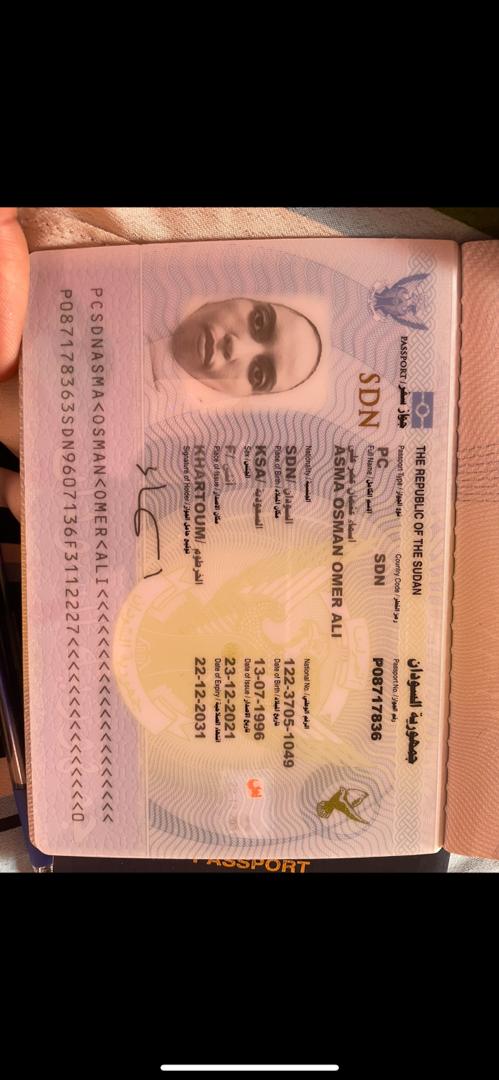 THE REPUBLIC OF THE SUDAN
جمهورية السودان
PASSPORT / جواز سفر
Passport Type / نوع الجواز
Country Code / رمز القطر
Passport No. / رقم الجواز
PC
SDN
P08717836
SDN
Full Name / الاسم الكامل
أسماء عثمان عمر علي
ASMA OSMAN OMER ALI
Nationality / الجنسية
National No. / الرقم الوطني
SDN/ السودان
122-3705-1049
Place of Birth / مكان الميلاد
Date of Birth / تاريخ الميلاد
KSA/ السعودية
13-07-1996
Sex / الجنس
Date of Issue / تاريخ الاصدار
F/ أنثى
23-12-2021
Place of Issue / مكان الاصدار
Date of Expiry / انتهاء الصلاحية
KHARTOUM/ الخرطوم
22-12-2031
Signature of Holder / توقيع حامل الجواز
PCSDNASMA<OSMAN<OMER<ALI<<<<<<<<<<<<<<<<<<<<
P087178363SDN9607136F3112227<<<<<<<<<<<<<<<0
PASSPORT